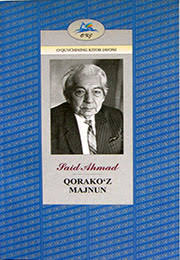 O'QUVCHINING KITOB JAVONI
Said Ahmad
QORAKO'Z
MAJNUN